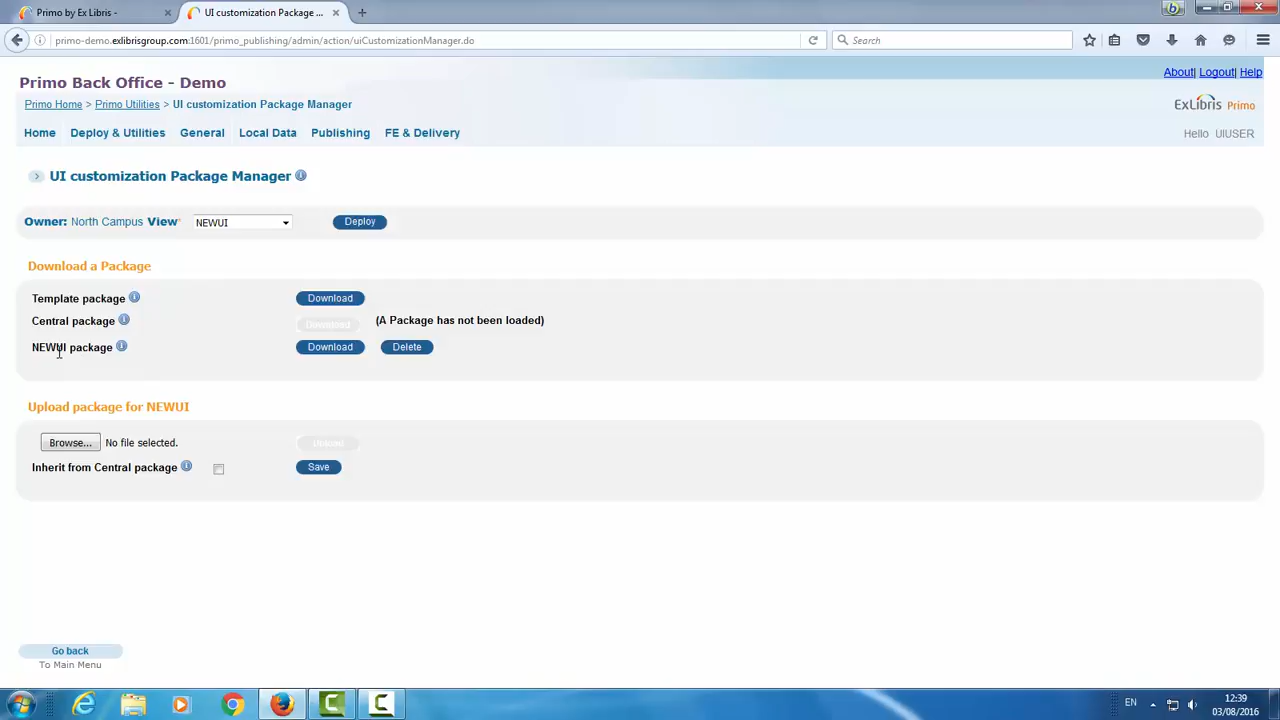 Primo by Ex Libris -
UI customization Package ...
primo-demo.exlibrisgroup.com:1601/primo_publishing/admin/action/uiCustomizationManager.do
Search
About| Logout| Help
Primo Back Office - Demo
Primo Home > Primo Utilities > UI customization Package Manager
ExLibris Primo
Home Deploy & Utilities General Local Data Publishing FE & Delivery
Hello UIUSER
UI customization Package Manager
Owner: North Campus View* NEWUI Deploy
Download a Package
Template package Download
Central package Download (A Package has not been loaded)
NEWUI package Download Delete
Upload package for NEWUI
Browse... No file selected. Upload
Inherit from Central package Save
Go back
To Main Menu
EN
12:39
03/08/2016